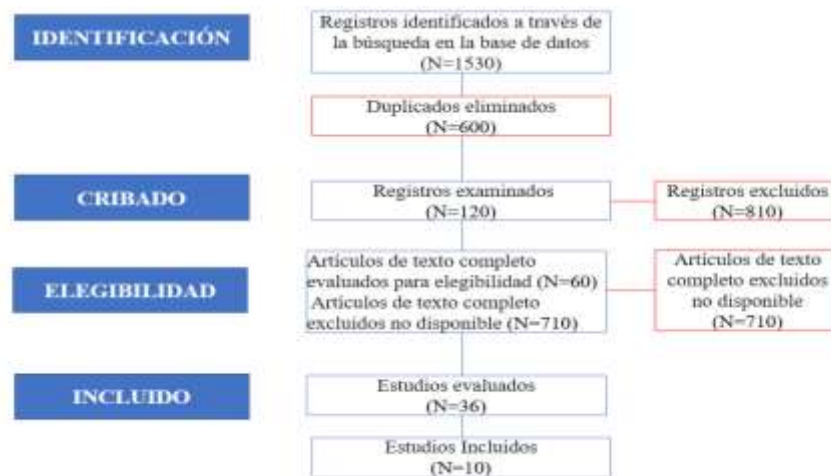 IDENTIFICACIÓN
Registros identificados a través de
la búsqueda en la base de datos
(N=1530)
Duplicados eliminados
(N=600)
CRIBADO
Registros examinados
(N=120)
Registros excluidos
(N=810)
ELEGIBILIDAD
Artículos de texto completo
evaluados para elegibilidad (N=60)
Artículos de texto completo
excluidos no disponible (N=710)
Artículos de texto
completo excluidos
no disponible
(N=710)
INCLUIDO
Estudios evaluados
(N=36)
Estudios Incluidos
(N=10)